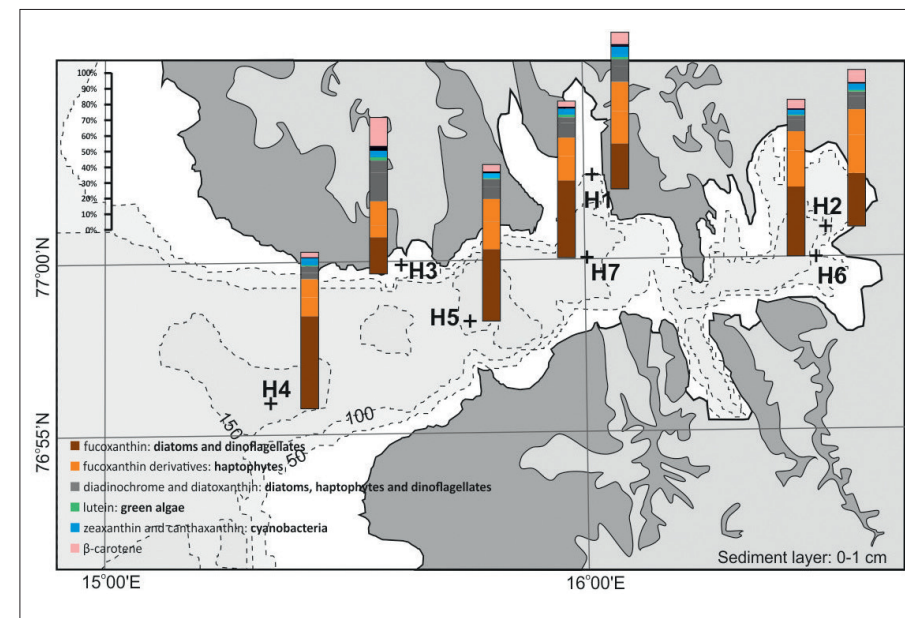 100%
90%
80%
70%
60%
50%
40%
30%
20%
10%
0%
77°00'N
76°55'N
H1
H2
H3
H7
H6
H5
H4
150
100
50
fucoxanthin: diatoms and dinoflagellates
fucoxanthin derivatives: haptophytes
diadinochrome and diatoxanthin: diatoms, haptophytes and dinoflagellates
lutein: green algae
zeaxanthin and canthaxanthin: cyanobacteria
β-carotene
Sediment layer: 0-1 cm
15°00'E
16°00'E